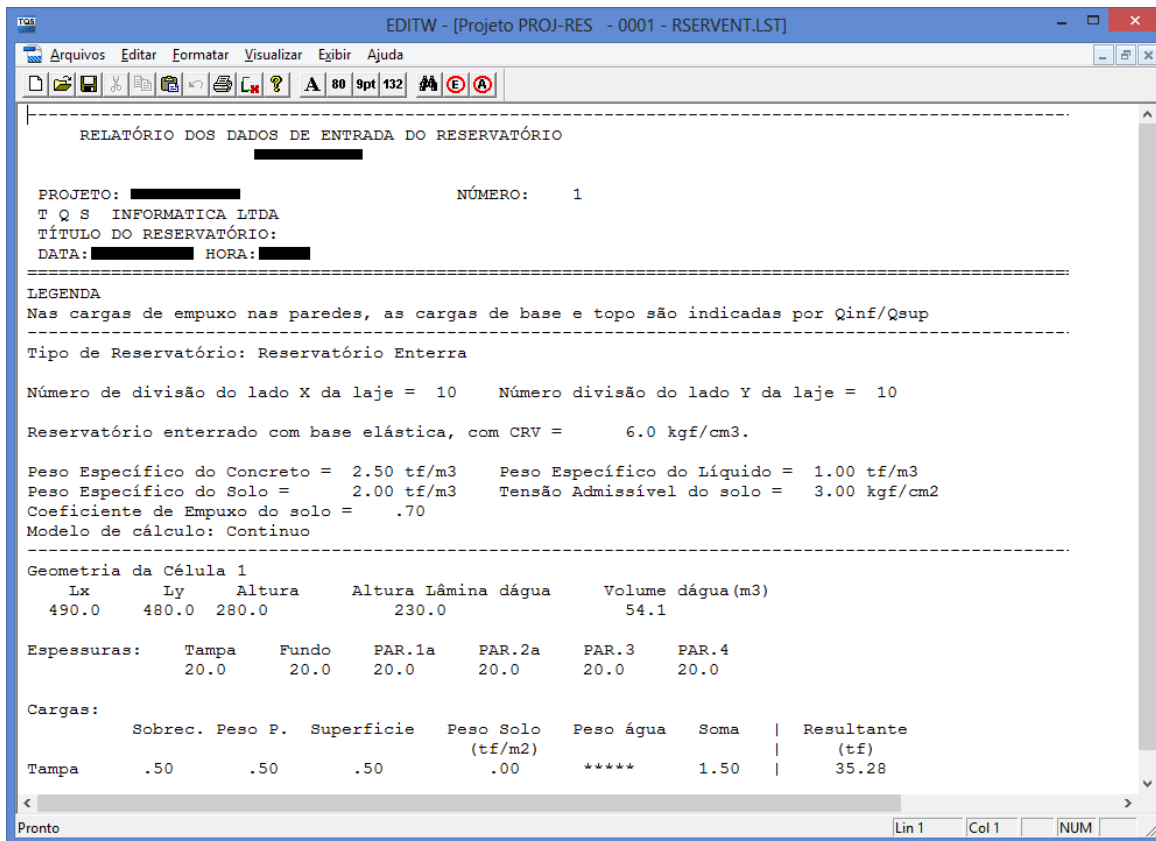 TQS
EDITW - [Projeto PROJ-RES - 0001 - RSERVENT.LST]
Arquivos Editar Formatar Visualizar Exibir Ajuda
A 80 9pt 132 E A
RELATÓRIO DOS DADOS DE ENTRADA DO RESERVATÓRIO
PROJETO: NÚMERO: 1
T Q S INFORMATICA LTDA
TÍTULO DO RESERVATÓRIO:
DATA: HORA:
LEGENDA
Nas cargas de empuxo nas paredes, as cargas de base e topo são indicadas por Qinf/Qsup
Tipo de Reservatório: Reservatório Enterra
Número de divisão do lado X da laje = 10 Número divisão do lado Y da laje = 10
Reservatório enterrado com base elástica, com CRV = 6.0 kgf/cm3.
Peso Específico do Concreto = 2.50 tf/m3 Peso Específico do Líquido = 1.00 tf/m3
Peso Específico do Solo = 2.00 tf/m3 Tensão Admissível do solo = 3.00 kgf/cm2
Coeficiente de Empuxo do solo = .70
Modelo de cálculo: Continuo
Geometria da Célula 1
Lx Ly Altura Altura Lâmina dágua Volume dágua(m3)
490.0 480.0 280.0 230.0 54.1
Espessuras: Tampa Fundo PAR.1a PAR.2a PAR.3 PAR.4
20.0 20.0 20.0 20.0 20.0 20.0
Cargas:
Sobrec. Peso P. Superficie Peso Solo Peso água Soma | Resultante
(tf/m2) | (tf)
Tampa .50 .50 .50 .00 ***** 1.50 | 35.28
Pronto Lin 1 Col 1 NUM